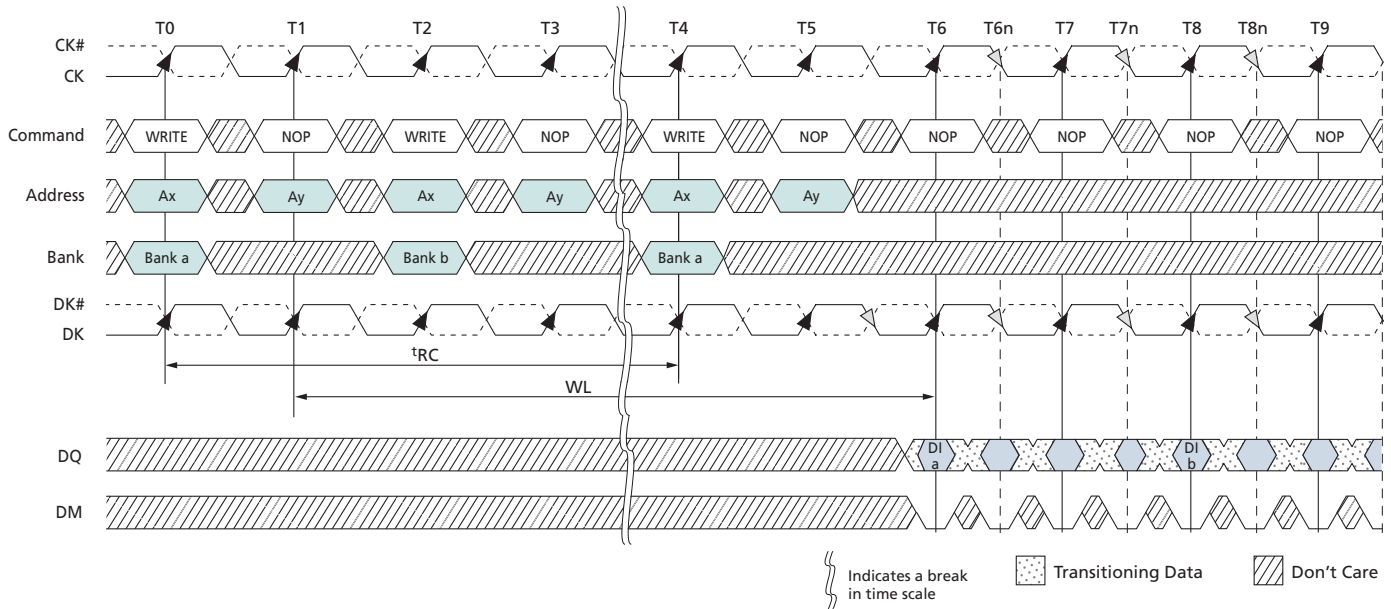 T0 T1 T2 T3 T4 T5 T6 T6n T7 T7n T8 T8n T9
CK#
CK
Command WRITE NOP WRITE NOP WRITE NOP NOP NOP NOP NOP
Address Ax Ay Ax Ay Ax Ay
Bank Bank a Bank b Bank a
DK#
DK
tRC
WL
DQ DI a DI b
DM
Indicates a break
in time scale
Transitioning Data
Don't Care